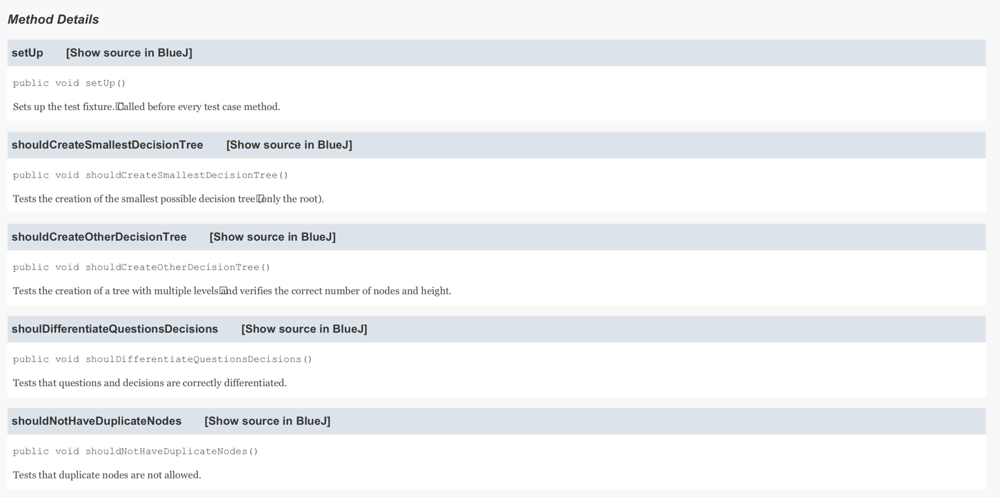 Method Details
setUp [Show source in BlueJ]
public void setUp()
Sets up the test fixture. Called before every test case method.
shouldCreateSmallestDecisionTree [Show source in BlueJ]
public void shouldCreateSmallestDecisionTree()
Tests the creation of the smallest possible decision tree (only the root).
shouldCreateOtherDecisionTree [Show source in BlueJ]
public void shouldCreateOtherDecisionTree()
Tests the creation of a tree with multiple levels and verifies the correct number of nodes and height.
shoulDifferentiateQuestionsDecisions [Show source in BlueJ]
public void shoulDifferentiateQuestionsDecisions()
Tests that questions and decisions are correctly differentiated.
shouldNotHaveDuplicateNodes [Show source in BlueJ]
public void shouldNotHaveDuplicateNodes()
Tests that duplicate nodes are not allowed.